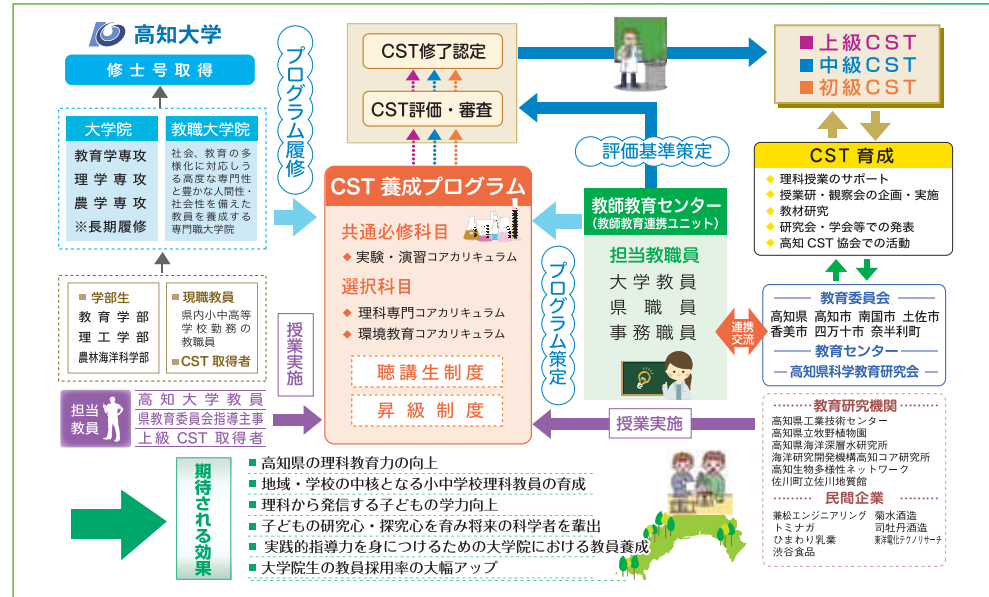 高知大学
修士号取得
大学院
教育学専攻
理学専攻
農学専攻
※長期履修
教職大学院
社会、教育の多
様化に対応しう
る高度な専門性
と豊かな人間性・
社会性を備えた
教員を養成する
専門職大学院
学部生
教育学部
理工学部
農林海洋科学部
現職教員
県内小中高等
学校勤務の
教職員
CST取得者
担当
教員
高知大学教員
県教育委員会指導主事
上級CST取得者
プログラム履修
授業実施
CST修了認定
CST評価・審査
CST養成プログラム
共通必修科目
実験・演習コアカリキュラム
選択科目
理科専門コアカリキュラム
環境教育コアカリキュラム
聴講生制度
昇級制度
評価基準策定
プログラム策定
教師教育センター
(教師教育連携ユニット)
担当教職員
大学教員
県職員
事務職員
連携
交流
授業実施
上級CST
中級CST
初級CST
CST育成
理科授業のサポート
授業研・観察会の企画・実施
教材研究
研究会・学会等での発表
高知CST協会での活動
教育委員会
高知県 高知市 南国市 土佐市
香美市 四万十市 奈半利町
教育センター
高知県科学教育研究会
教育研究機関
高知県工業技術センター
高知県立牧野植物園
高知県海洋深層水研究所
海洋研究開発機構高知コア研究所
高知生物多様性ネットワーク
佐川町立佐川地質館
民間企業
兼松エンジニアリング 菊水酒造
トミナガ 司牡丹酒造
ひまわり乳業 東洋電化テクノリサーチ
渋谷食品
期待される効果
高知県の理科教育力の向上
地域・学校の中核となる小中学校理科教員の育成
理科から発信する子どもの学力向上
子どもの研究心・探究心を育み将来の科学者を輩出
実践的指導力を身につけるための大学院における教員養成
大学院生の教員採用率の大幅アップ